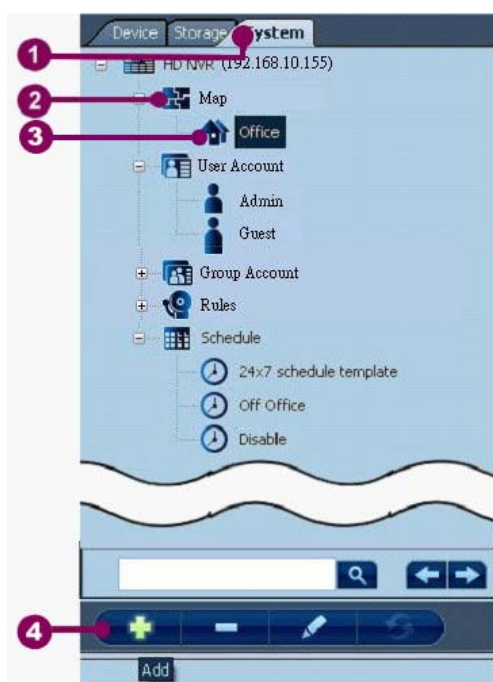 Device Storage System
1
HD NVR (192.168.10.155)
2 Map
3 Office
User Account
Admin
Guest
Group Account
Rules
Schedule
24x7 schedule template
Off Office
Disable
4
Add